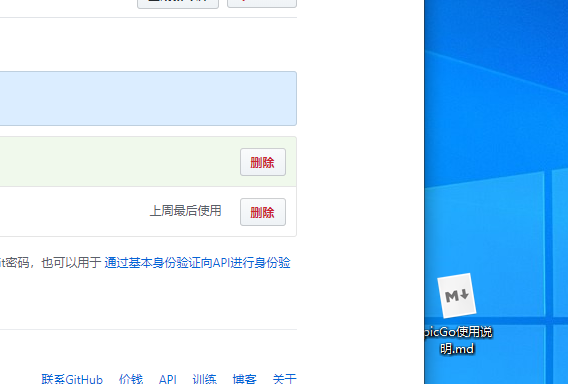 删除
上周最后使用 删除
it密码，也可以用于 通过基本身份验证向API进行身份验
picGo使用说
明.md
联系GitHub 价钱 API 训练 博客 关于